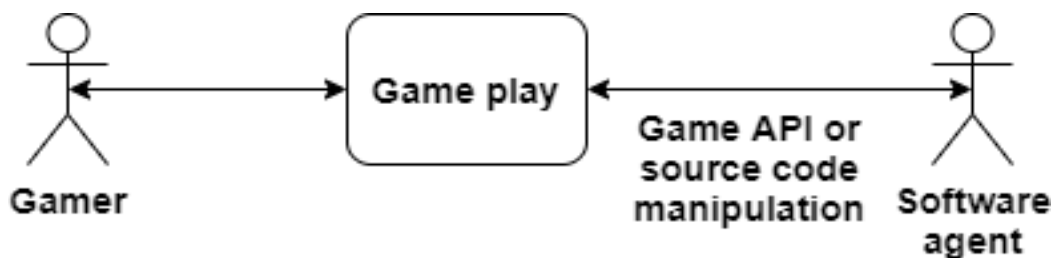 Game play
Game API or
source code
manipulation
Gamer
Software
agent